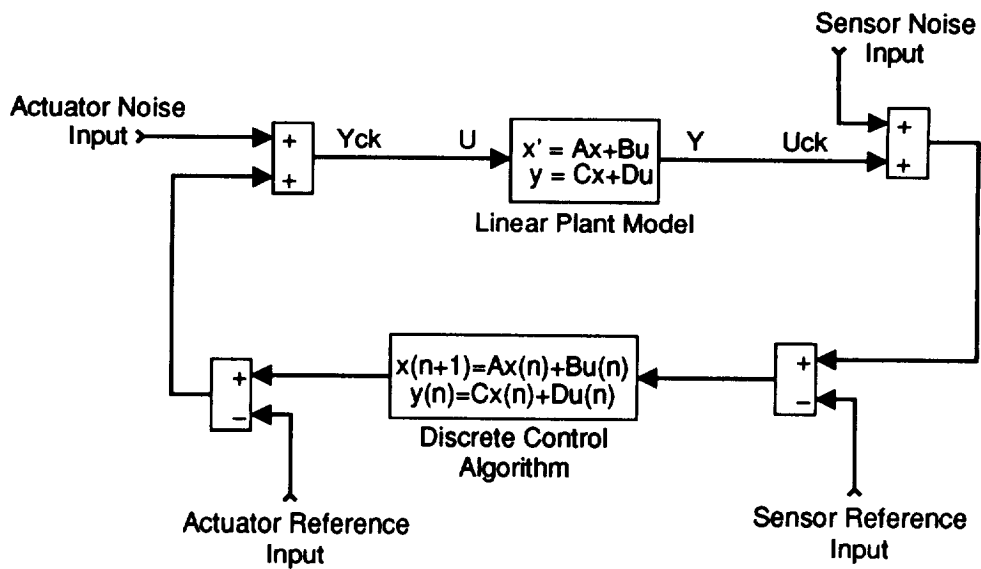 Sensor Noise
Input
Actuator Noise
Input
+
+
Yck
U
x' = Ax+Bu
y = Cx+Du
Linear Plant Model
Y
Uck
+
+
+
−
x(n+1)=Ax(n)+Bu(n)
y(n)=Cx(n)+Du(n)
Discrete Control
Algorithm
+
−
Actuator Reference
Input
Sensor Reference
Input